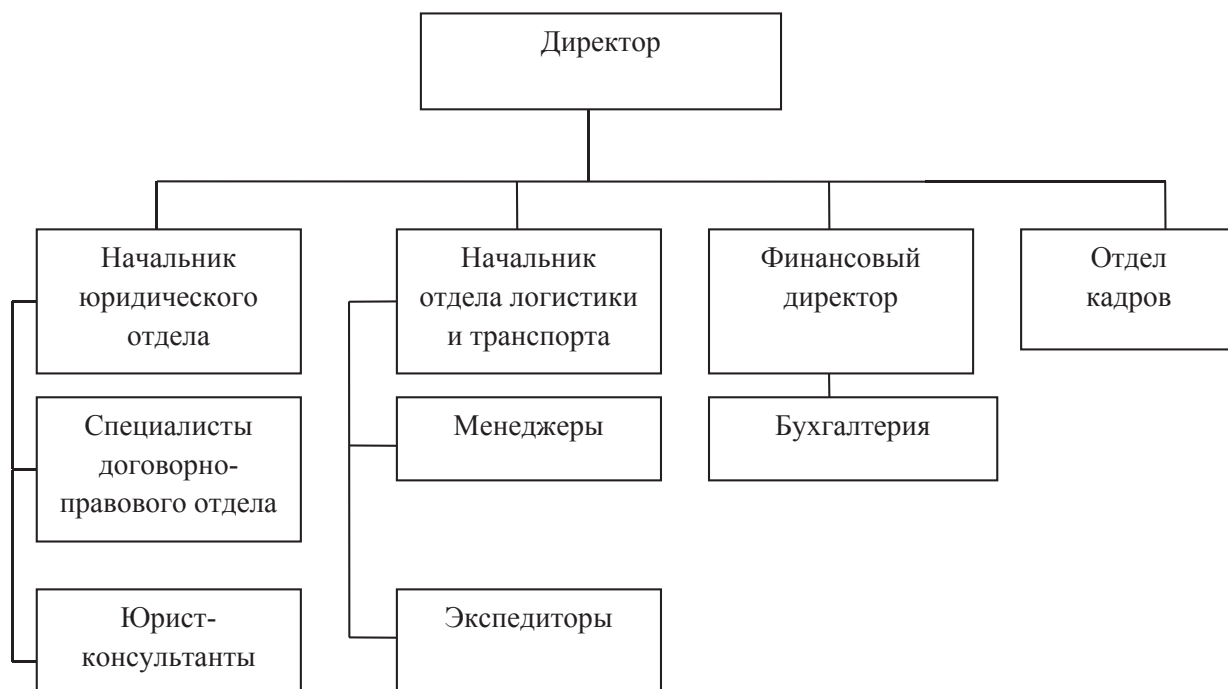 Директор
Начальник
юридического
отдела
Начальник
отдела логистики
и транспорта
Финансовый
директор
Отдел
кадров
Специалисты
договорно-
правового отдела
Менеджеры
Бухгалтерия
Юрист-
консультанты
Экспедиторы